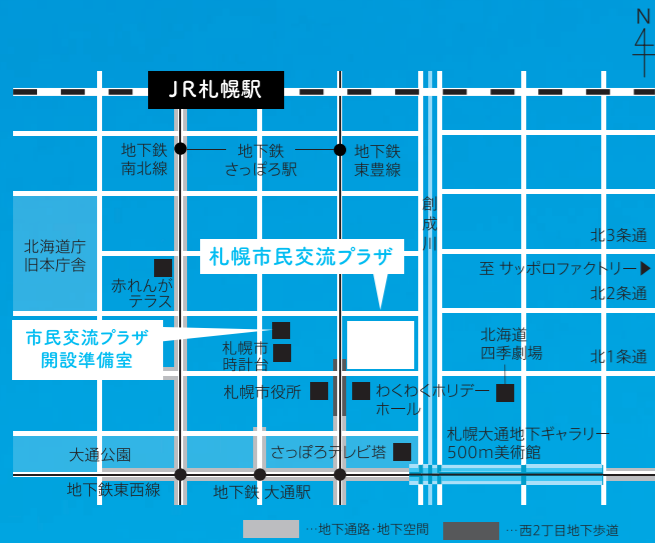 N
JR札幌駅
地下鉄
南北線
地下鉄
さっぽろ駅
地下鉄
東豊線
創成川
北海道庁
旧本庁舎
赤れんが
テラス
札幌市民交流プラザ
北3条通
至 サッポロファクトリー▶
北2条通
市民交流プラザ
開設準備室
札幌市
時計台
北海道
四季劇場
北1条通
札幌市役所
わくわくホリデー
ホール
大通公園
さっぽろテレビ塔
札幌大通地下ギャラリー
500m美術館
地下鉄東西線
地下鉄 大通駅
…地下通路・地下空間
…西2丁目地下歩道